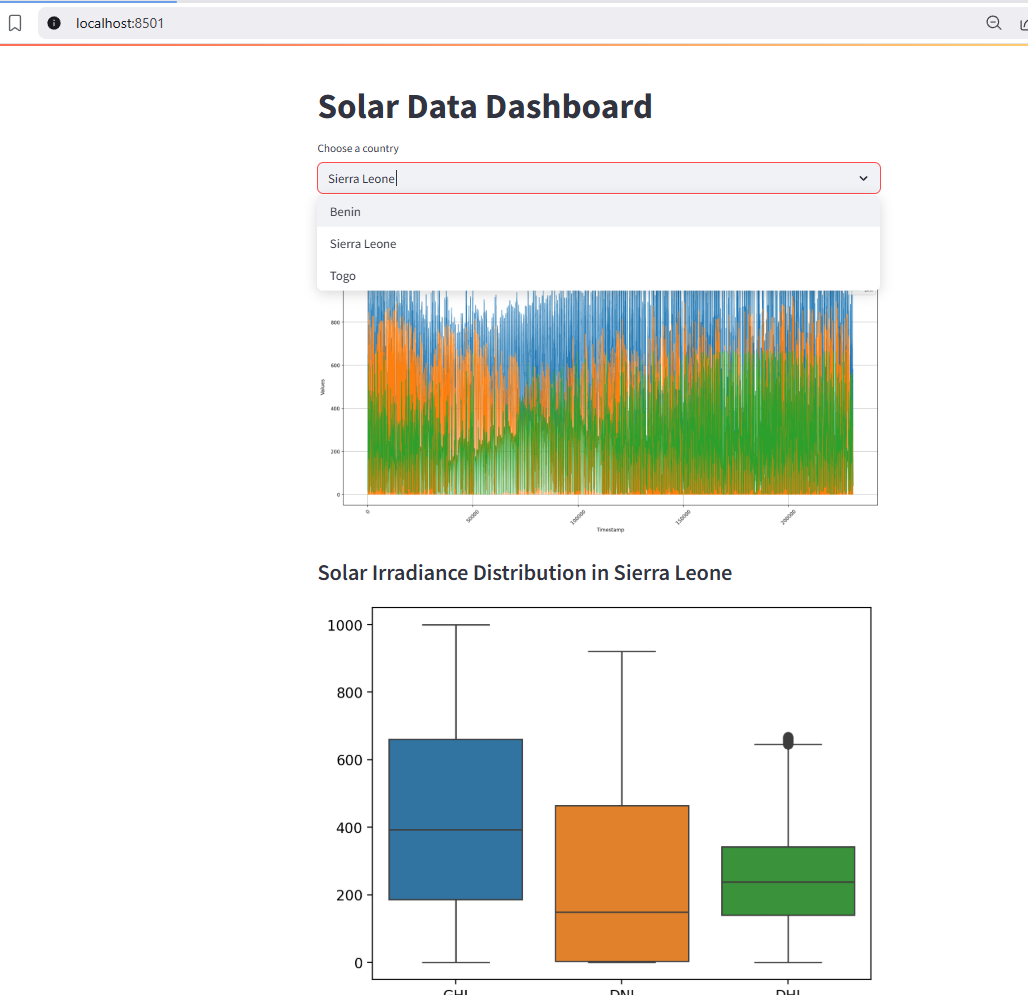 localhost:8501
Solar Data Dashboard
Choose a country
Sierra Leone
Benin
Sierra Leone
Togo
800
600
400
200
0
Values
0
50000
100000
150000
200000
Timestamp
Solar Irradiance Distribution in Sierra Leone
1000
800
600
400
200
0
GHI DNI DHI